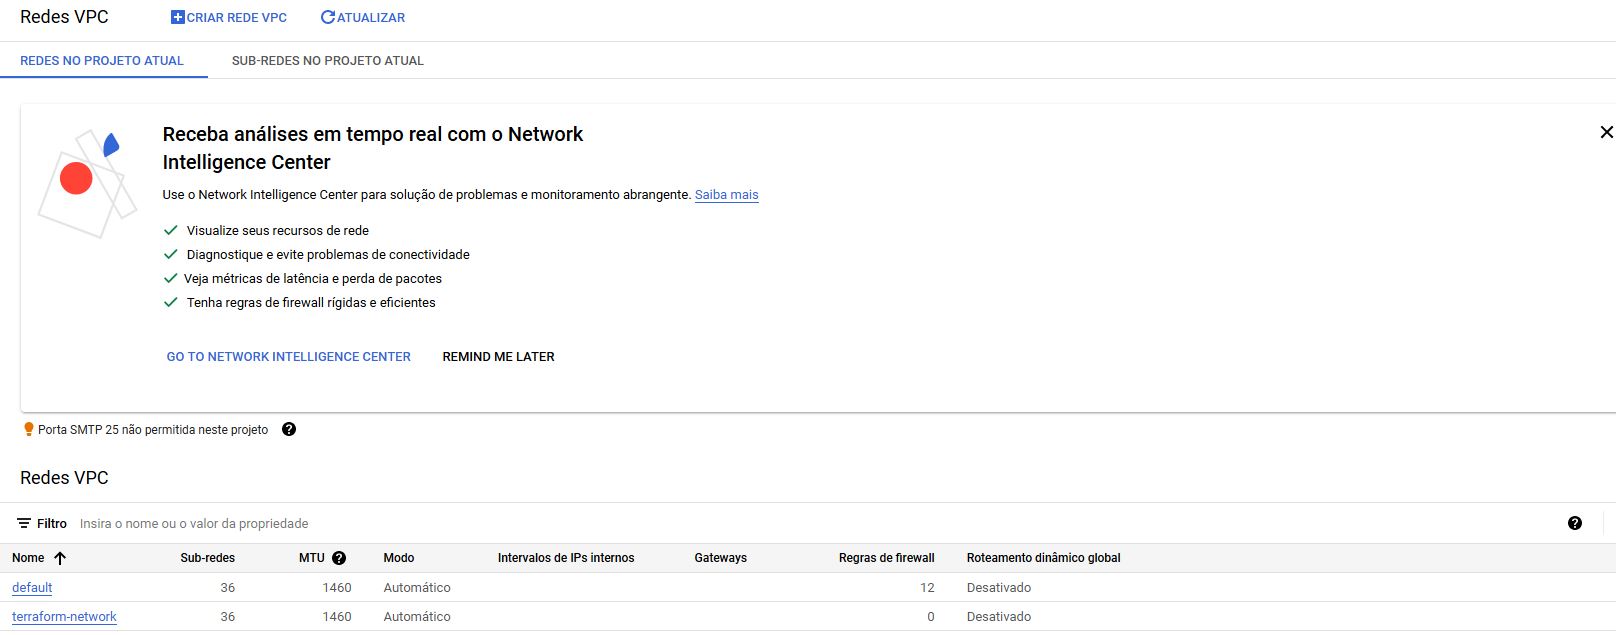 Redes VPC CRIAR REDE VPC ATUALIZAR
REDES NO PROJETO ATUAL SUB-REDES NO PROJETO ATUAL
Receba análises em tempo real com o Network
Intelligence Center
Use o Network Intelligence Center para solução de problemas e monitoramento abrangente. Saiba mais
Visualize seus recursos de rede
Diagnostique e evite problemas de conectividade
Veja métricas de latência e perda de pacotes
Tenha regras de firewall rígidas e eficientes
GO TO NETWORK INTELLIGENCE CENTER REMIND ME LATER
Porta SMTP 25 não permitida neste projeto
Redes VPC
Filtro Insira o nome ou o valor da propriedade
Nome Sub-redes MTU Modo Intervalos de IPs internos Gateways Regras de firewall Roteamento dinâmico global
default 36 1460 Automático 12 Desativado
terraform-network 36 1460 Automático 0 Desativado